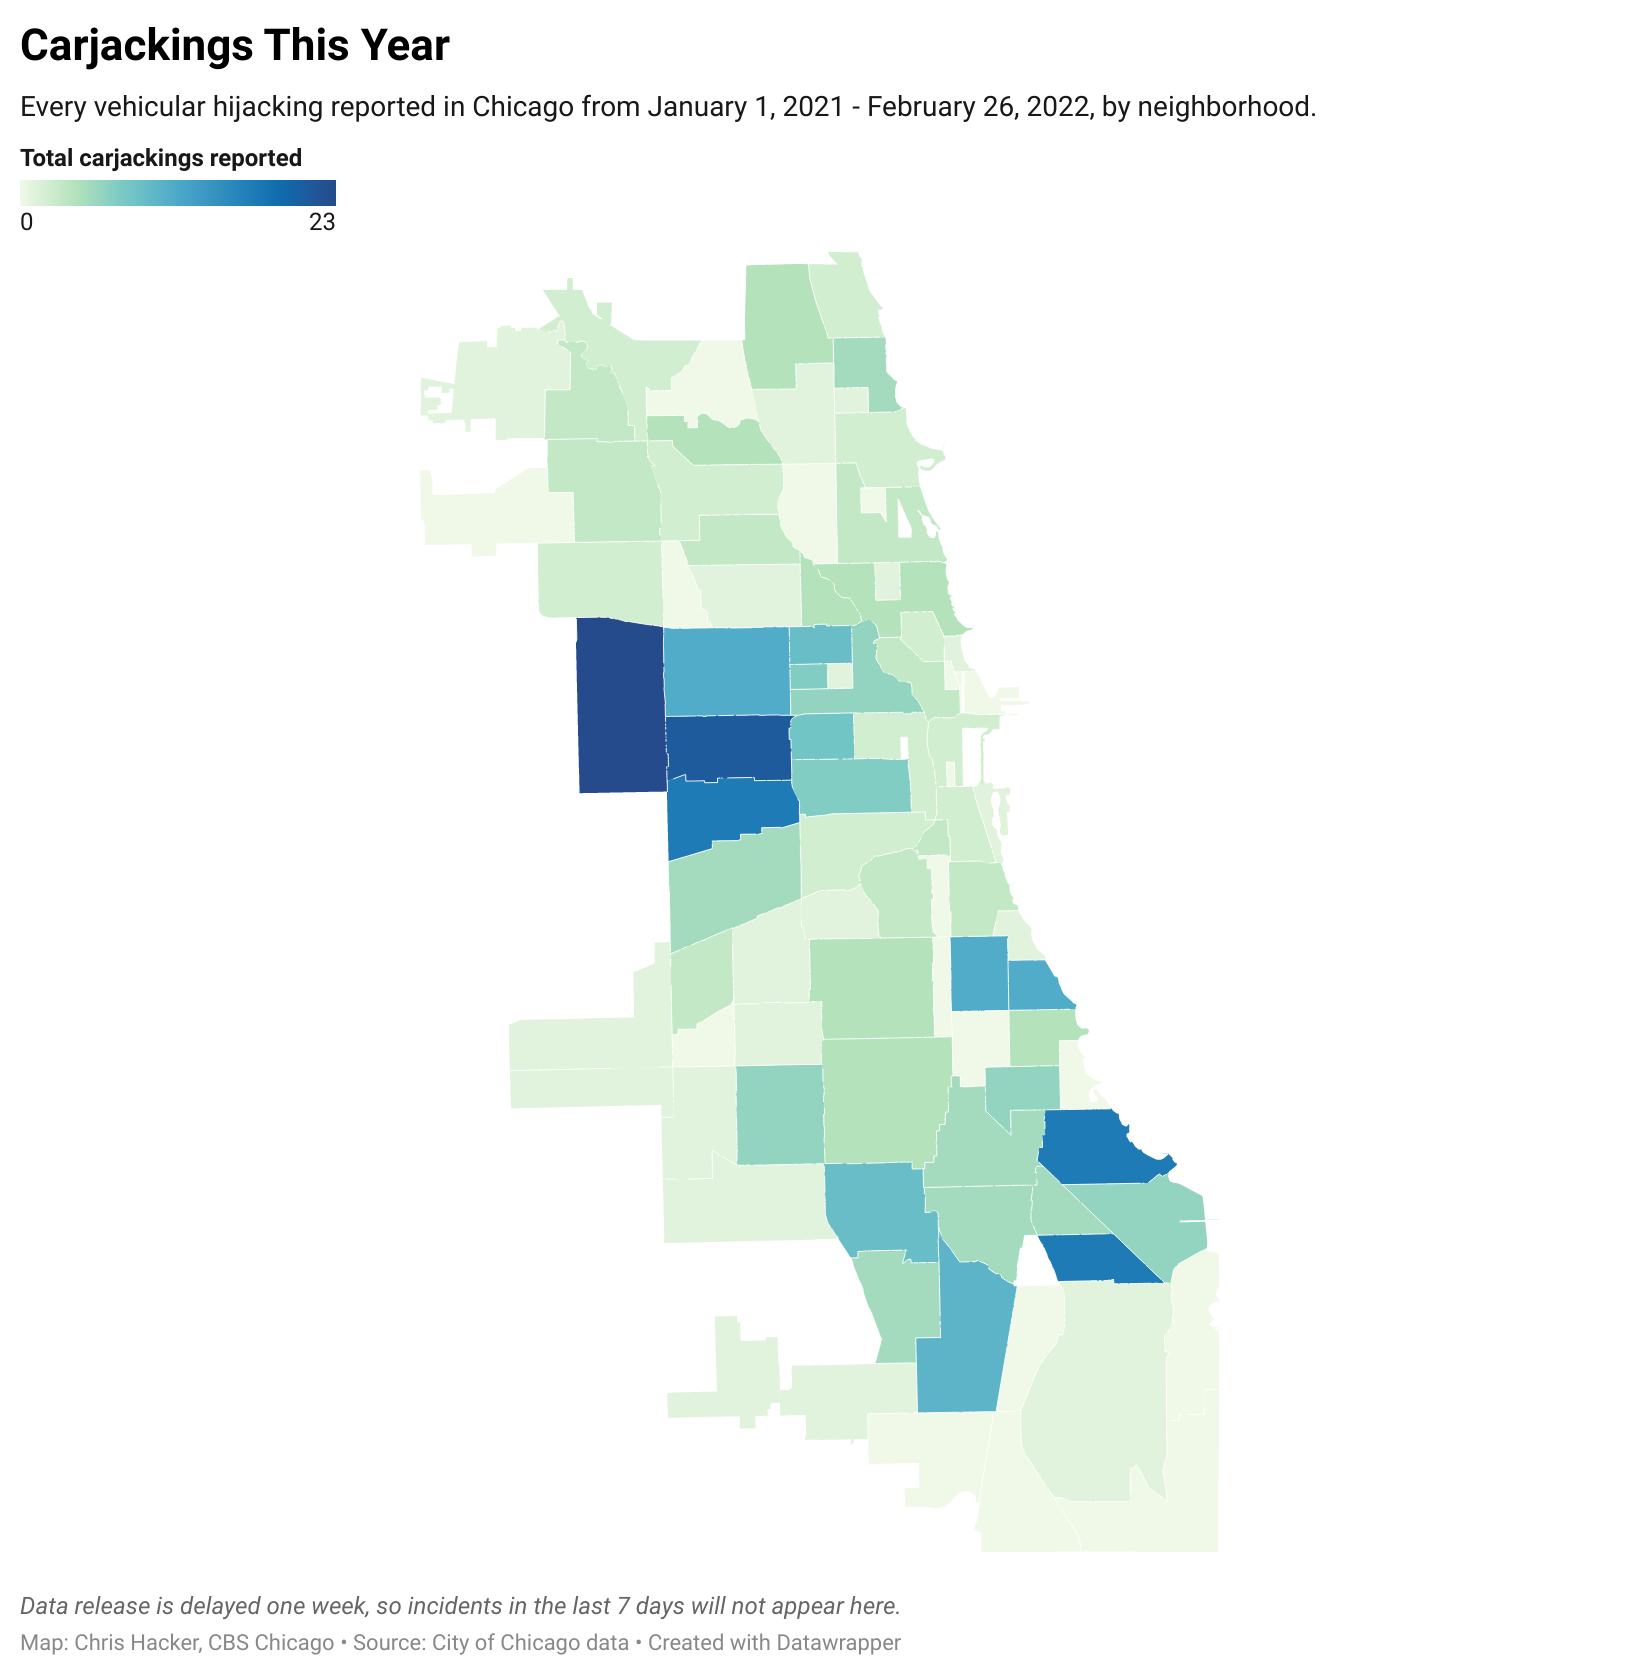 Carjackings This Year
Every vehicular hijacking reported in Chicago from January 1, 2021 - February 26, 2022, by neighborhood.
Total carjackings reported
0 23
Data release is delayed one week, so incidents in the last 7 days will not appear here.
Map: Chris Hacker, CBS Chicago • Source: City of Chicago data • Created with Datawrapper